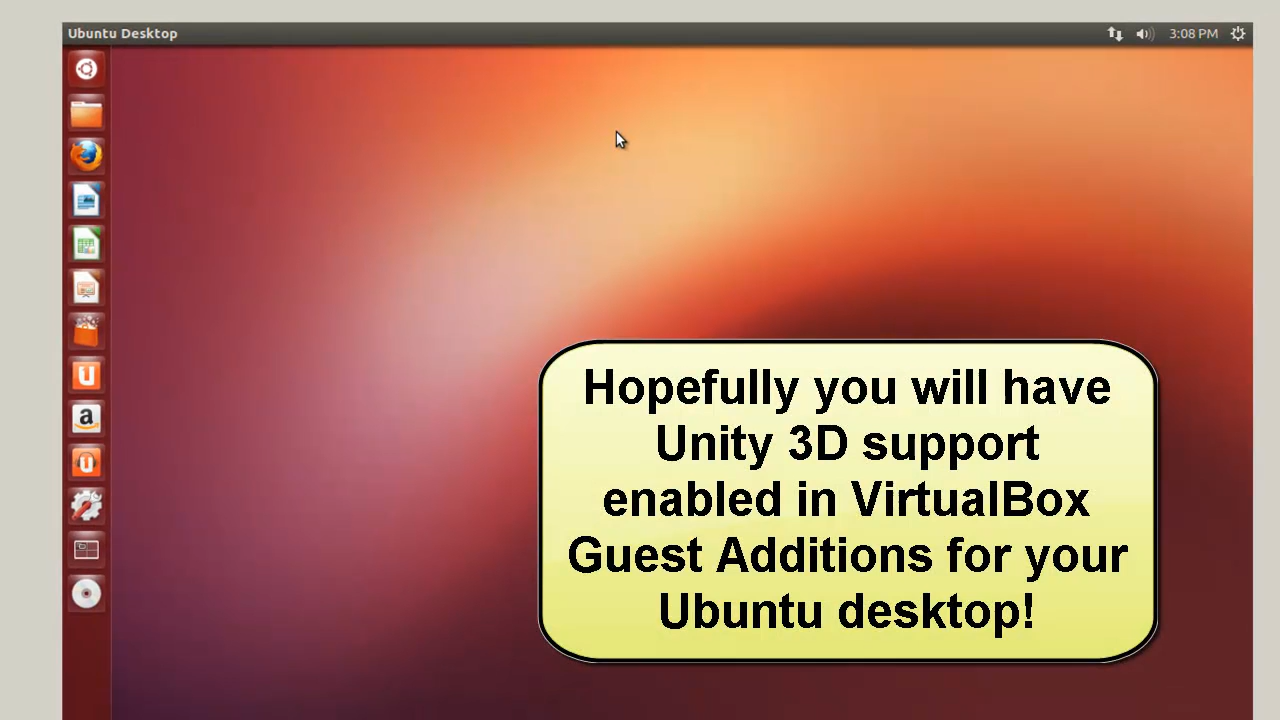 Ubuntu Desktop
3:08 PM
U
a
U
Hopefully you will have
Unity 3D support
enabled in VirtualBox
Guest Additions for your
Ubuntu desktop!